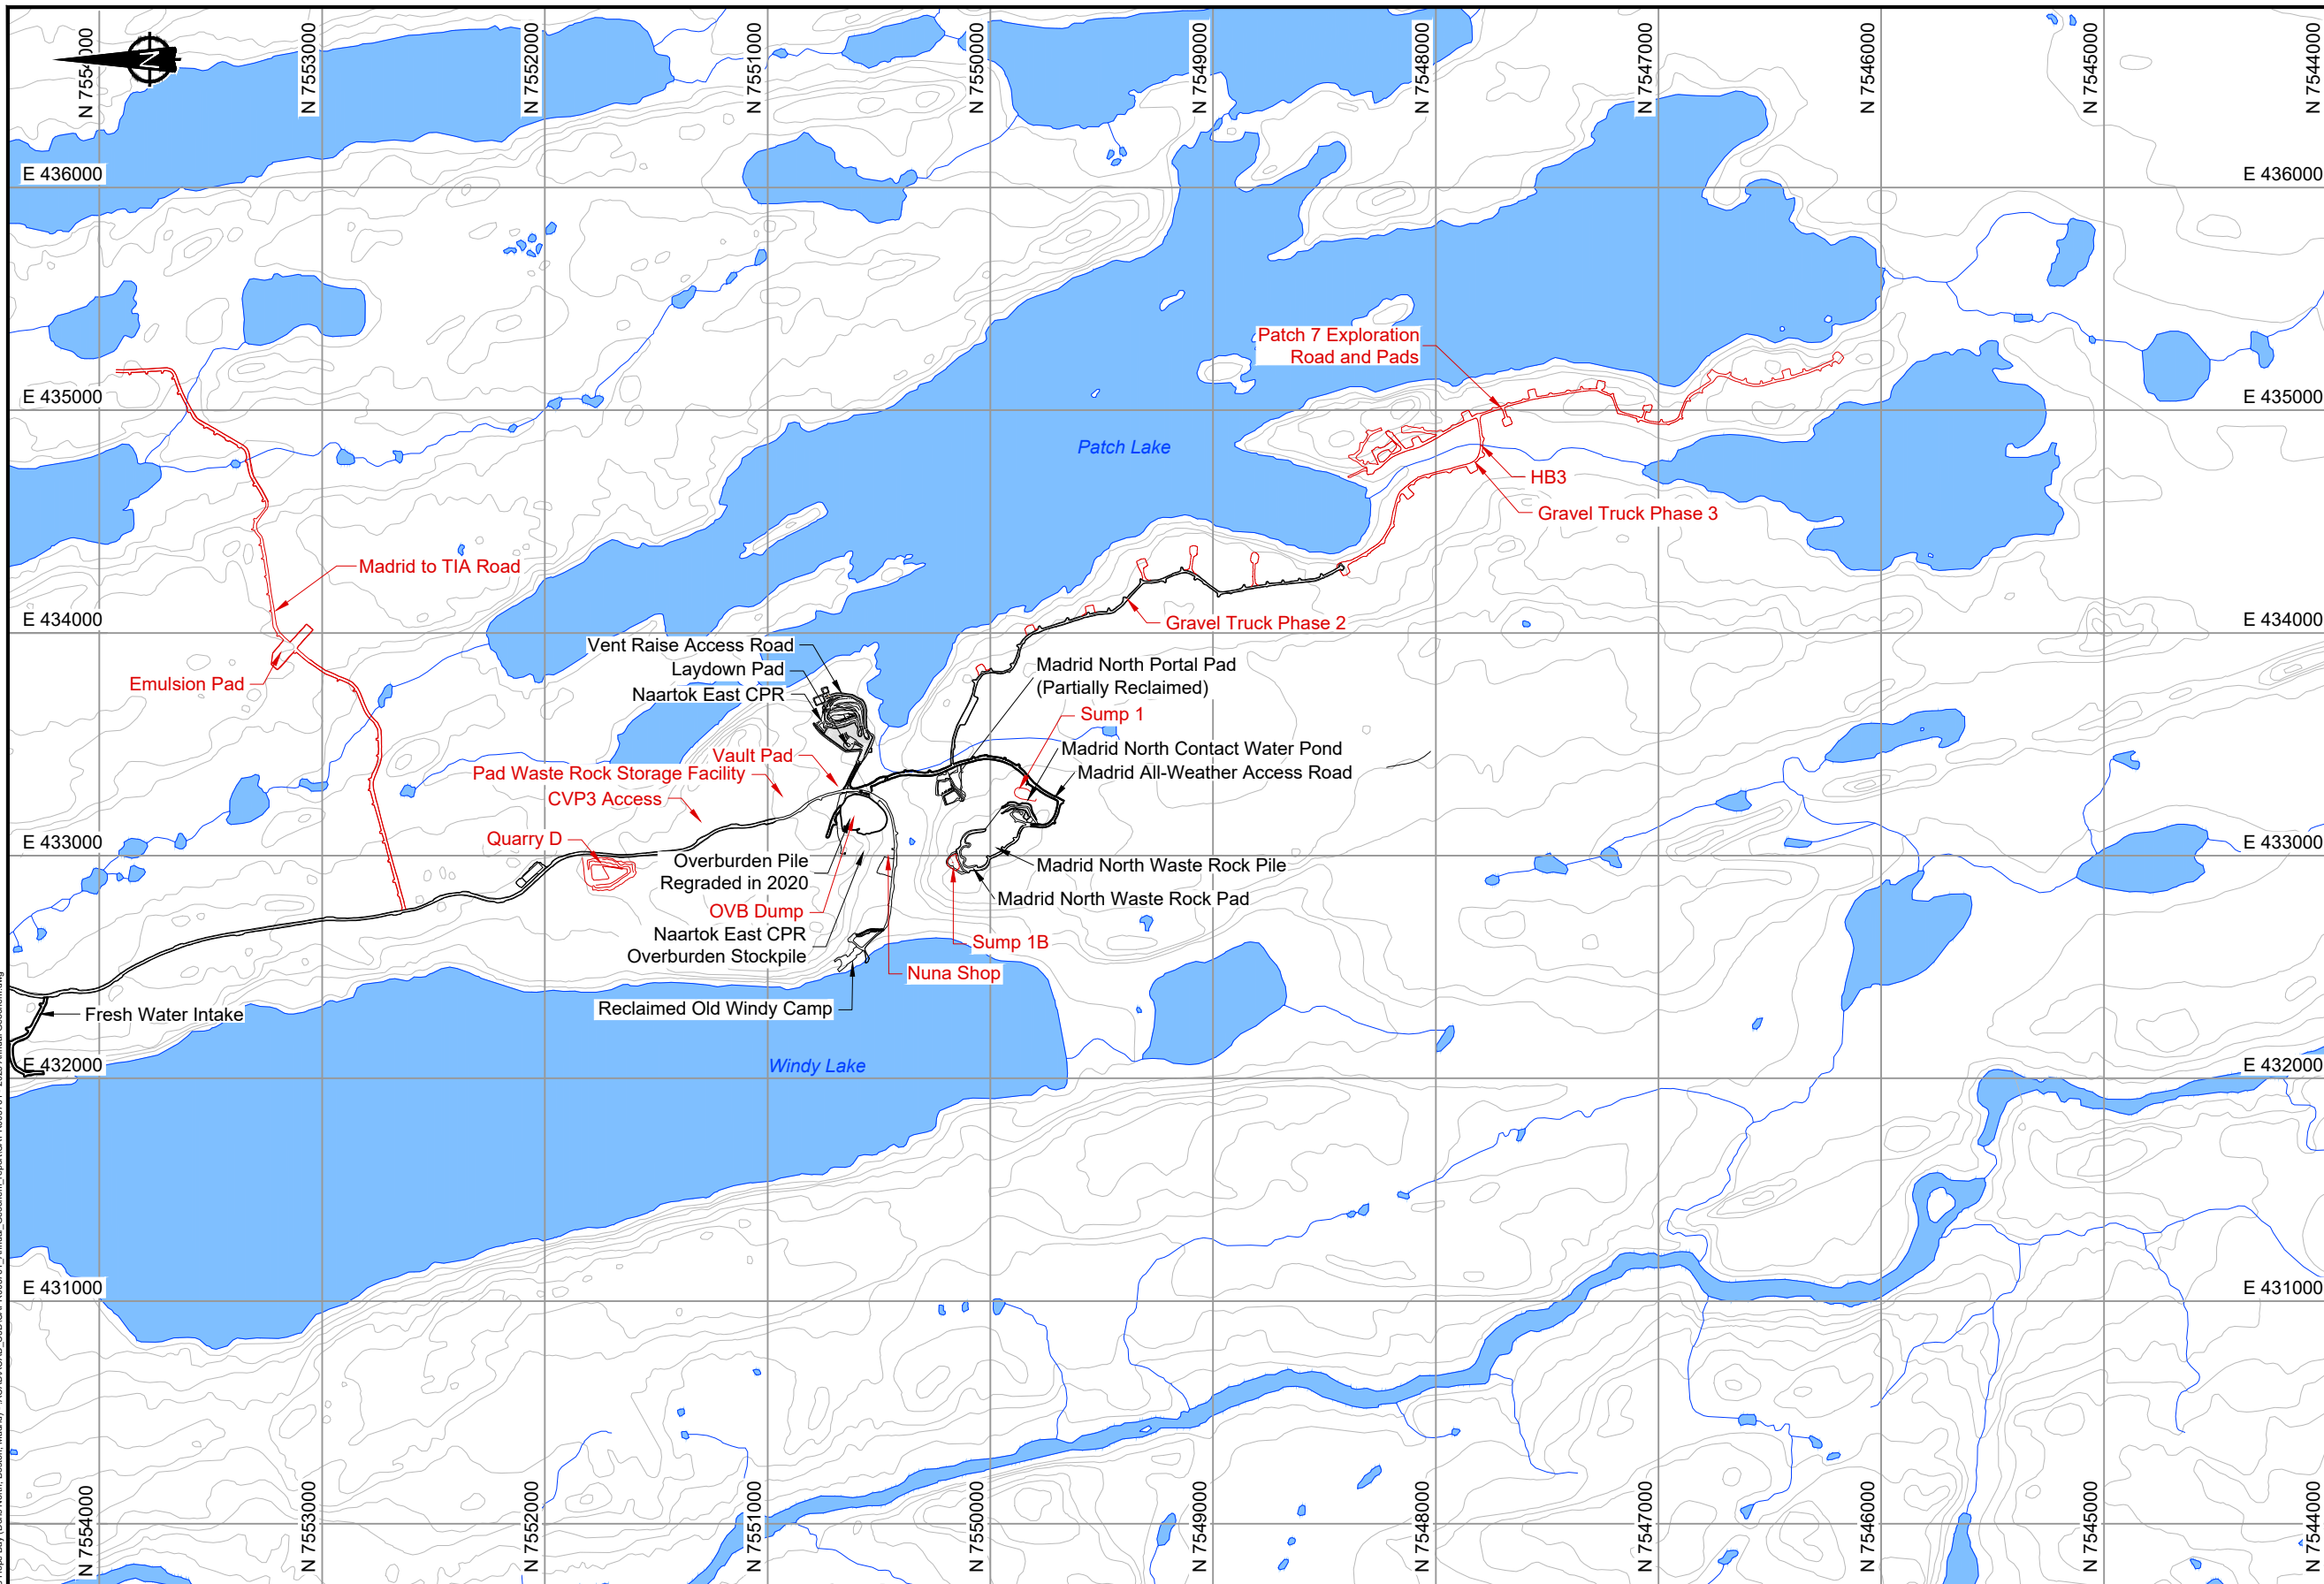 N 7553000
N 7552000
N 7551000
N 7550000
N 7549000
N 7548000
N 7547000
N 7546000
N 7545000
N 7544000
N
E 436000
E 436000
Patch 7 Exploration
Road and Pads
E 435000
E 435000
Patch Lake
HB3
Gravel Truck Phase 3
Madrid to TIA Road
E 434000
E 434000
Gravel Truck Phase 2
Vent Raise Access Road
Laydown Pad
Naartok East CPR
Madrid North Portal Pad
(Partially Reclaimed)
Emulsion Pad
Sump 1
Madrid North Contact Water Pond
Madrid All-Weather Access Road
Vault Pad
Pad Waste Rock Storage Facility
CVP3 Access
Quarry D
E 433000
E 433000
Overburden Pile
Regraded in 2020
OVB Dump
Naartok East CPR
Overburden Stockpile
Madrid North Waste Rock Pile
Madrid North Waste Rock Pad
Sump 1B
Nuna Shop
Reclaimed Old Windy Camp
Fresh Water Intake
E 432000
E 432000
Windy Lake
E 431000
E 431000
N 7554000
N 7553000
N 7552000
N 7551000
N 7550000
N 7549000
N 7548000
N 7547000
N 7546000
N 7545000
N 7544000